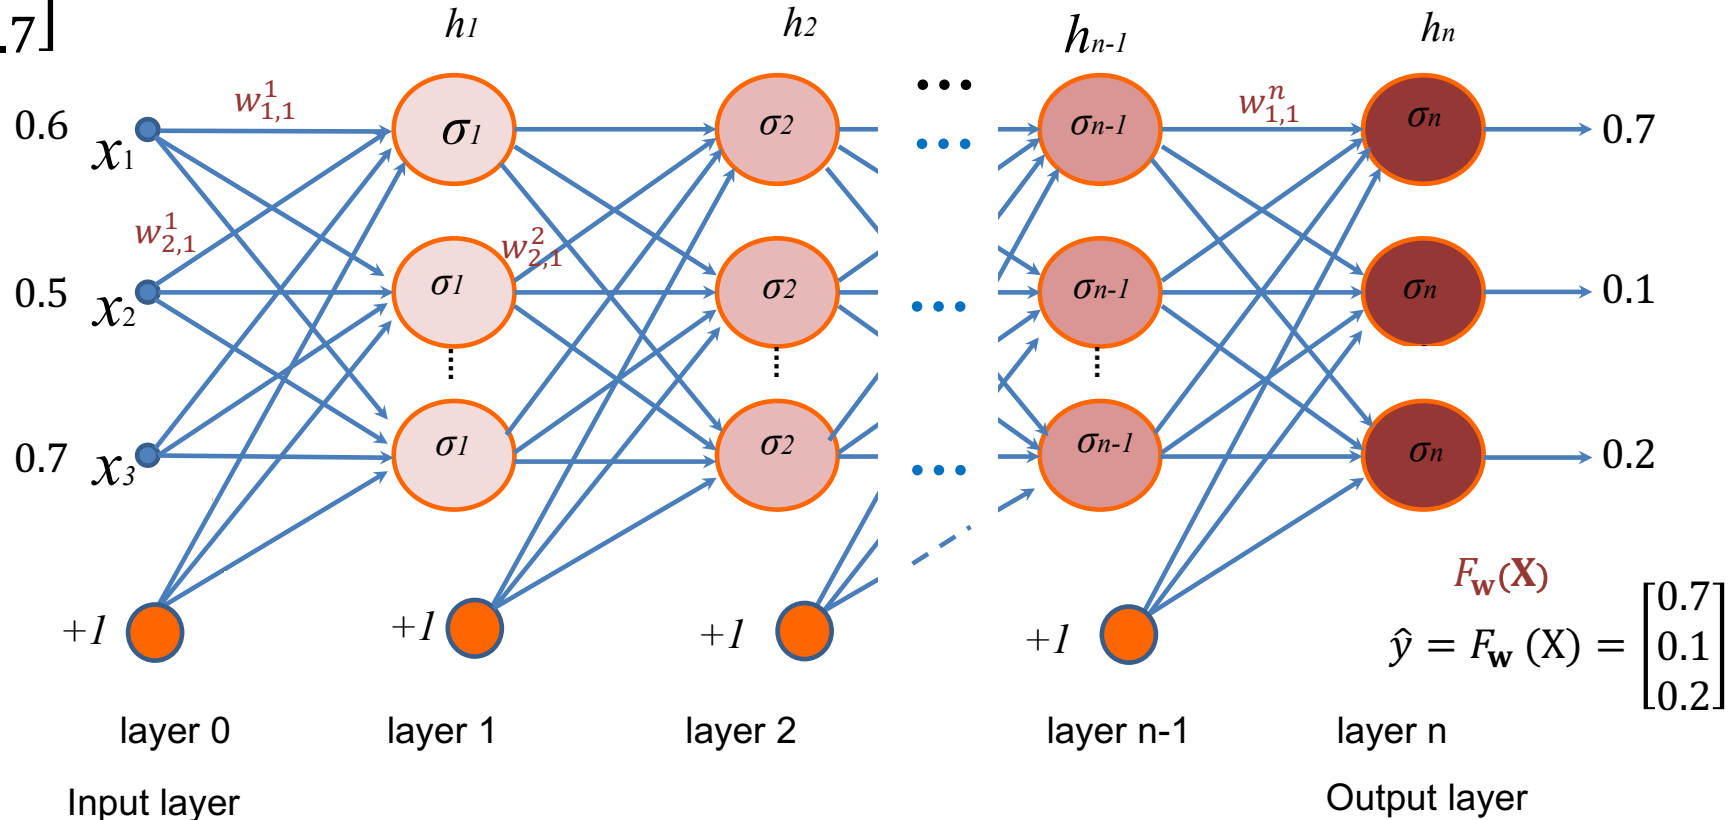 .7]
h1 h2 hn-1 hn
...
0.6 x1 w¹1,1 σ1 σ2 ... σn-1 wⁿ1,1 σn 0.7
w¹2,1 w²2,1
0.5 x2 σ1 σ2 ... σn-1 σn 0.1
0.7 x3 σ1 σ2 ... σn-1 σn 0.2
Fw(X)
+1 +1 +1 +1
ŷ = Fw (X) = [0.7 0.1 0.2]
layer 0 layer 1 layer 2 layer n-1 layer n
Input layer Output layer